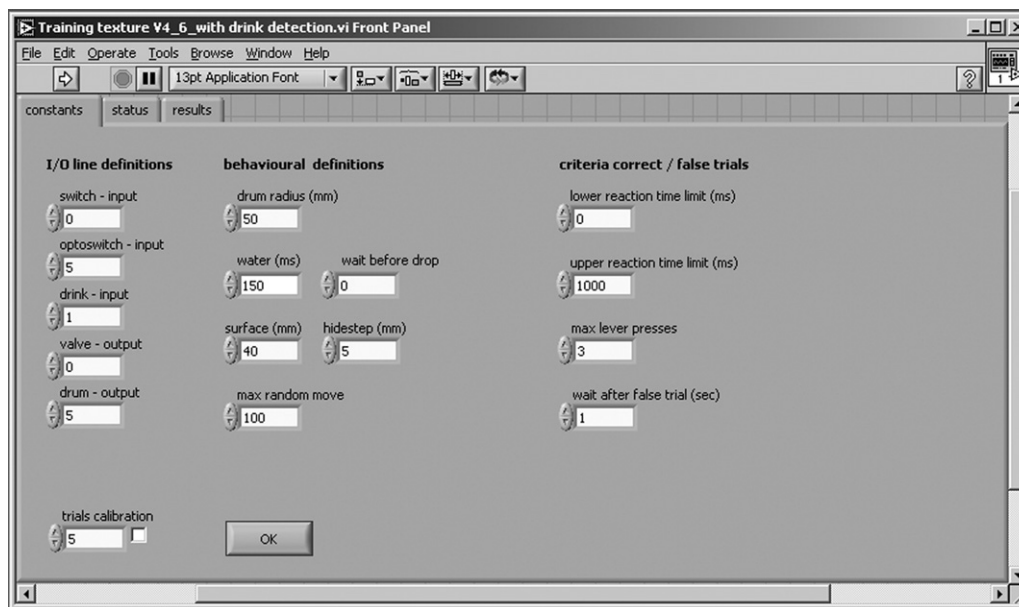 Training texture V4_6_with drink detection.vi Front Panel
File Edit Operate Tools Browse Window Help
13pt Application Font
?
1
constants status results
I/O line definitions
switch - input
0
optoswitch - input
5
drink - input
1
valve - output
0
drum - output
5
trials calibration
5
behavioural definitions
drum radius (mm)
50
water (ms) wait before drop
150 0
surface (mm) hidestep (mm)
40 5
max random move
100
OK
criteria correct / false trials
lower reaction time limit (ms)
0
upper reaction time limit (ms)
1000
max lever presses
3
wait after false trial (sec)
1